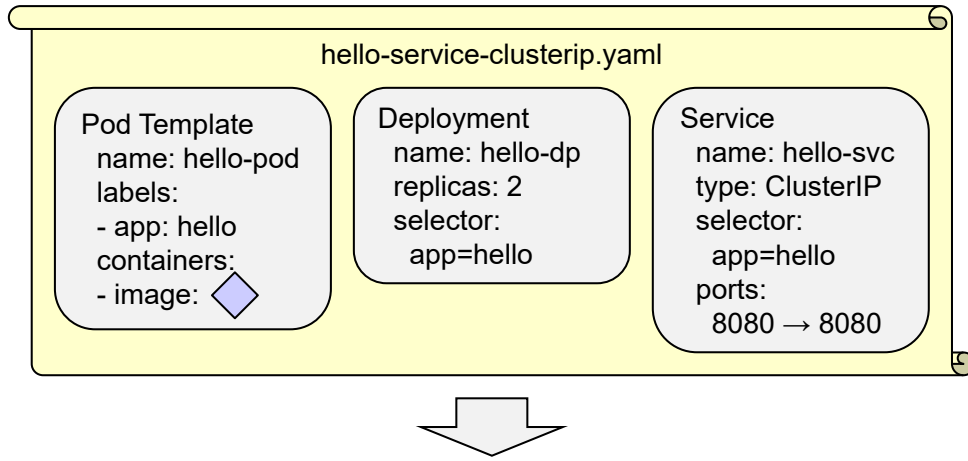 hello-service-clusterip.yaml
Pod Template
name: hello-pod
labels:
- app: hello
containers:
- image:
Deployment
name: hello-dp
replicas: 2
selector:
app=hello
Service
name: hello-svc
type: ClusterIP
selector:
app=hello
ports:
8080 → 8080